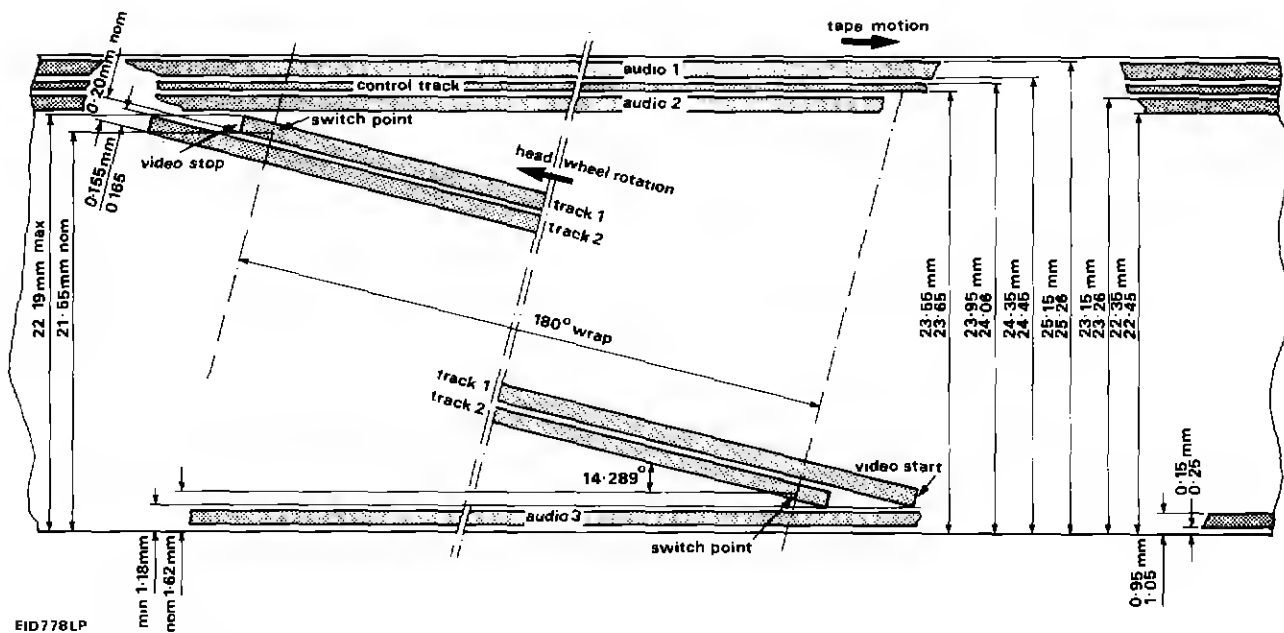 tape motion
audio 1
control track
audio 2
0·20mm nom
switch point
video stop
head wheel rotation
track 1
track 2
0·155mm
0·165
22 19mm max
21·55mm nom
180° wrap
23·55 mm
23·65
23·95 mm
24·06
24·35 mm
24·45
25·15 mm
25·26
23·15 mm
23·26
22·35 mm
22·45
track 1
track 2
14·289°
video start
0·15 mm
0·25
audio 3
switch point
min 1·18mm
nom 1·62mm
0·95 mm
1·05
EID778LP